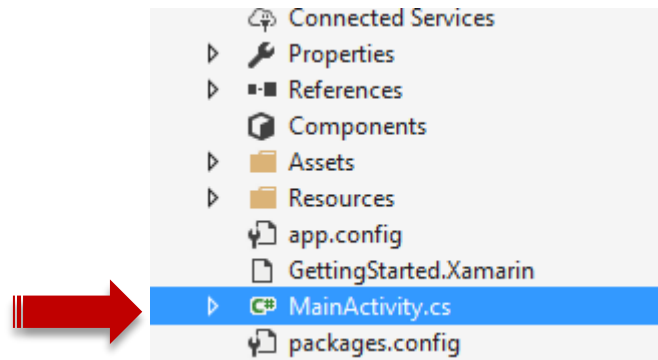 Connected Services
Properties
References
Components
Assets
Resources
app.config
GettingStarted.Xamarin
C# MainActivity.cs
packages.config